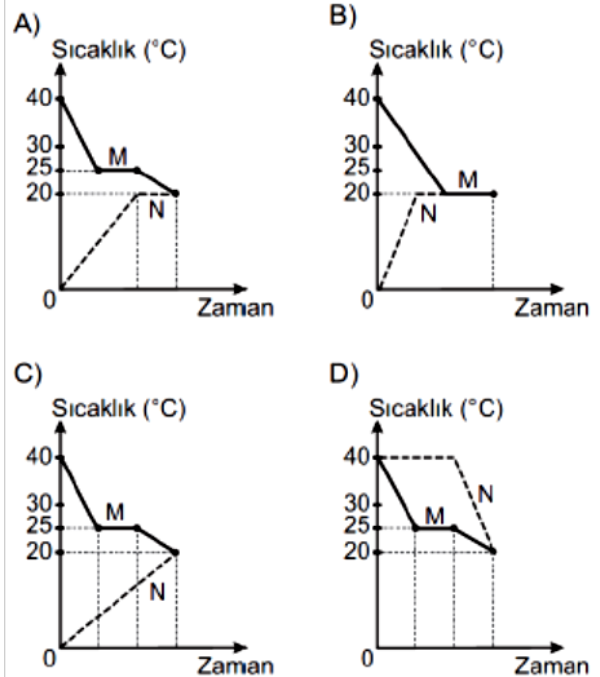 A)
Sıcaklık (°C)
40
30
25
20
0
M
N
Zaman
B)
Sıcaklık (°C)
40
30
25
20
0
M
N
Zaman
C)
Sıcaklık (°C)
40
30
25
20
0
M
N
Zaman
D)
Sıcaklık (°C)
40
30
25
20
0
M
N
Zaman